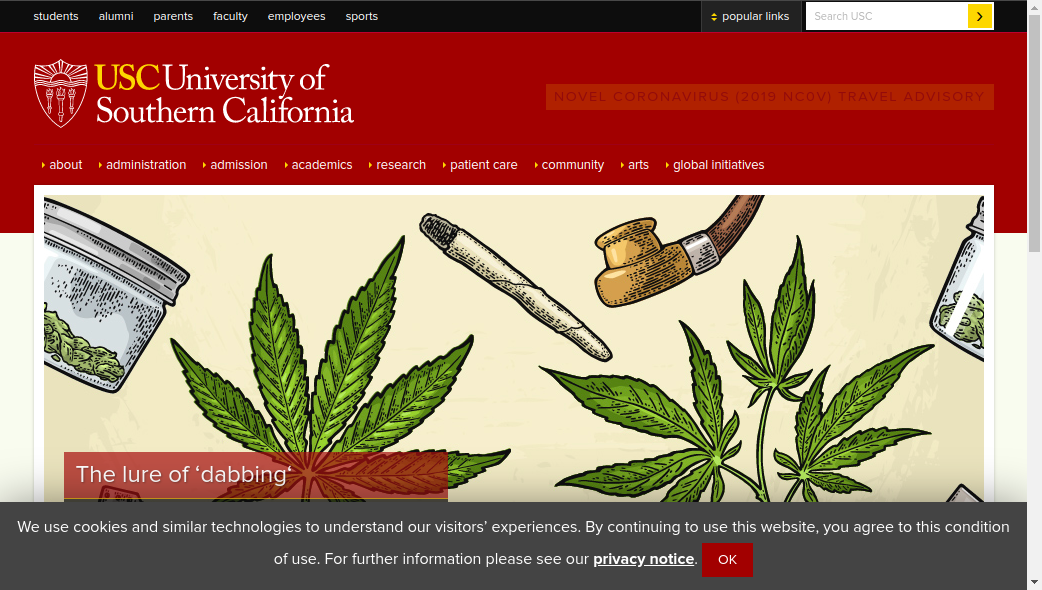 students alumni parents faculty employees sports popular links Search USC
USC University of
Southern California
NOVEL CORONAVIRUS (2019 NC0V) TRAVEL ADVISORY
about administration admission academics research patient care community arts global initiatives
The lure of ‘dabbing‘
We use cookies and similar technologies to understand our visitors’ experiences. By continuing to use this website, you agree to this condition
of use. For further information please see our privacy notice. OK